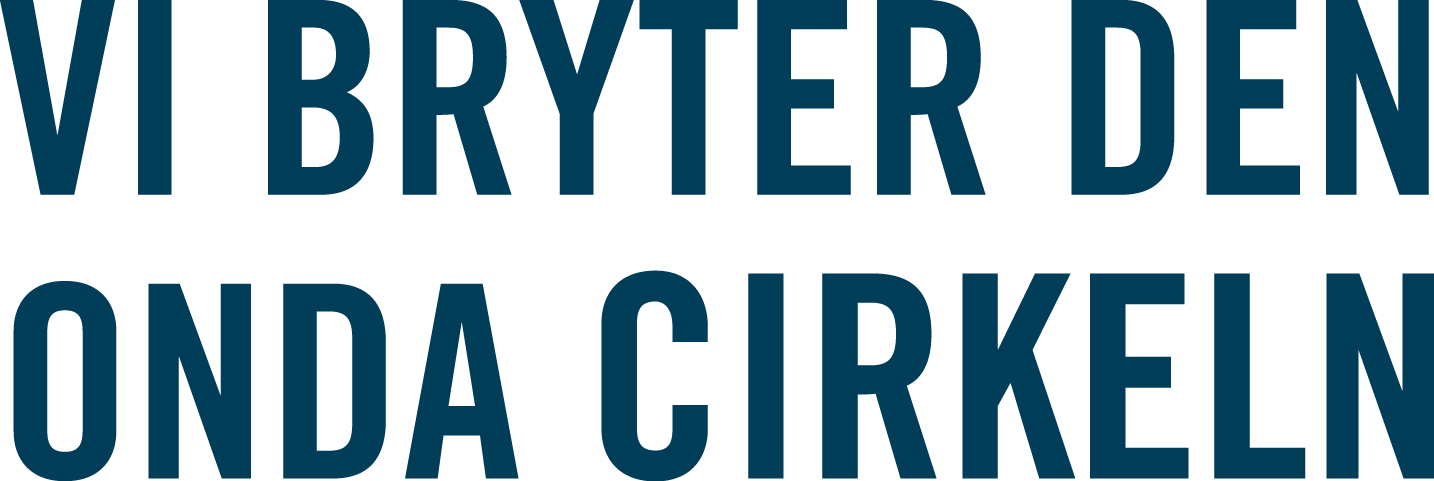 VI BRYTER DEN
ONDA CIRKELN